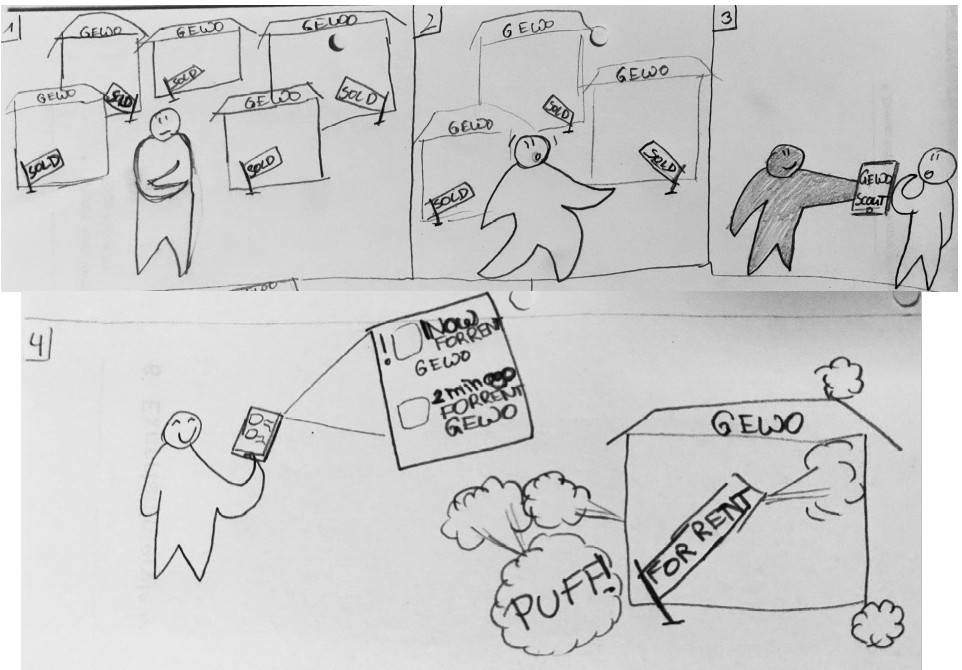 1
GEWO
GEWO
GEWO
GEWO
GEWO
SOLD
SOLD
SOLD
SOLD
SOLD
2
GEWO
GEWO
GEWO
SOLD
SOLD
SOLD
3
GEWO
SCOUT
4
! NOW
FOR RENT
GEWO
2 min ago
FOR RENT
GEWO
GEWO
FOR RENT
PUFF!